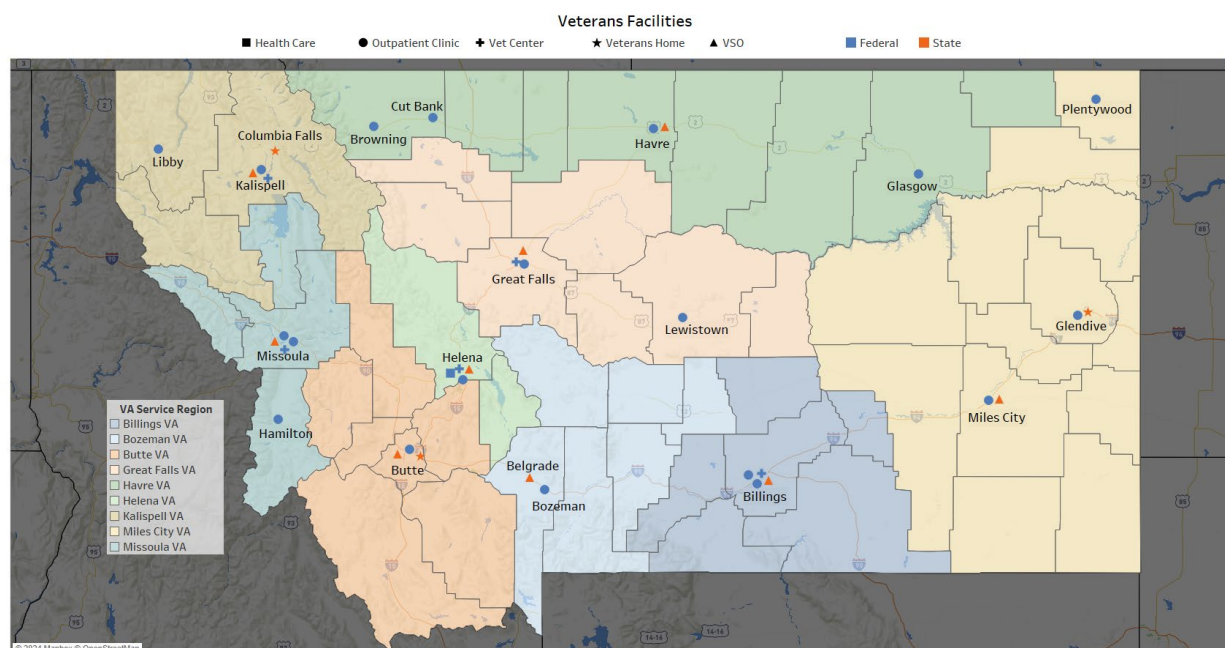 Veterans Facilities
Health Care Outpatient Clinic Vet Center Veterans Home VSO Federal State
Plentywood
Cut Bank
Browning
Columbia Falls
Havre
Libby
Kalispell
Glasgow
Great Falls
Lewistown
Glendive
Missoula
Helena
Miles City
Hamilton
Butte
Belgrade
Bozeman
Billings
VA Service Region
Billings VA
Bozeman VA
Butte VA
Great Falls VA
Havre VA
Helena VA
Kalispell VA
Miles City VA
Missoula VA
© 2024 Mapbox © OpenStreetMap